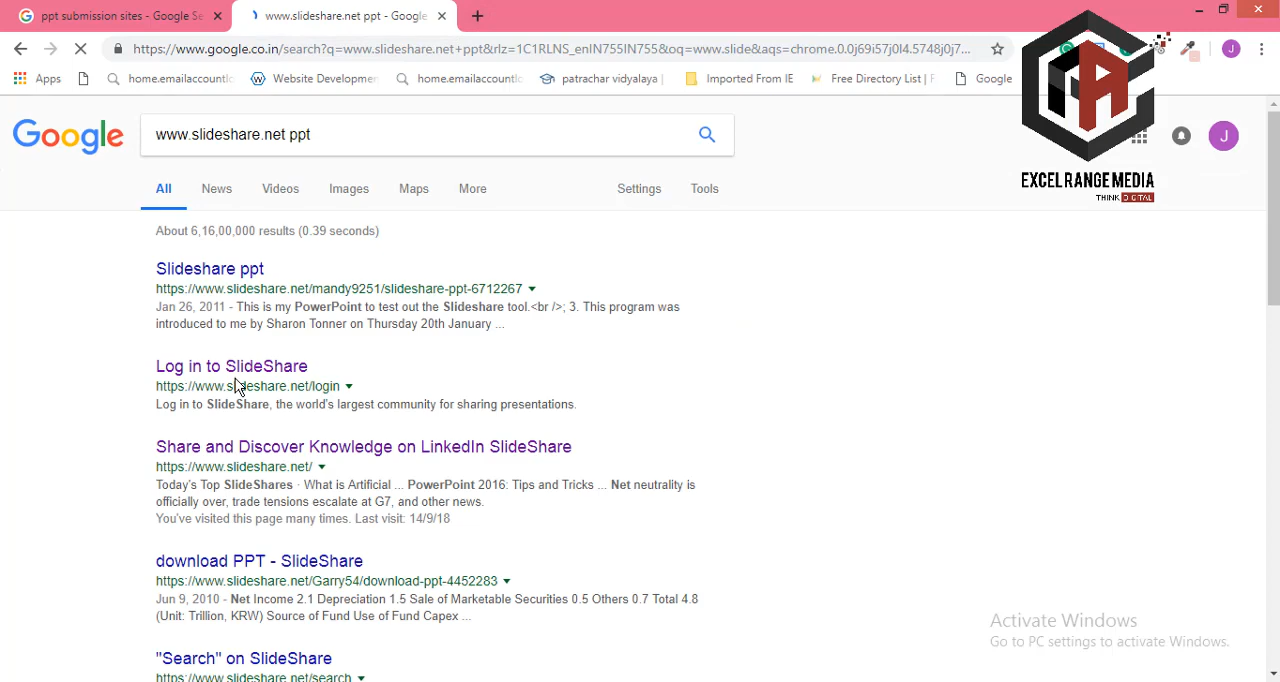 ppt submission sites - Google Se
www.slideshare.net ppt - Google
https://www.google.co.in/search?q=www.slideshare.net+ppt&rlz=1C1RLNS_enIN755IN755&oq=www.slide&aqs=chrome.0.0j69i57j0l4.5748j0j7...
J
Apps
home.emailaccountlo
Website Developmen
home.emailaccountlo
patrachar vidyalaya |
Imported From IE
Free Directory List | F
Google
Google
www.slideshare.net ppt
J
EXCEL RANGE MEDIA
THINK DIGITAL
All
News
Videos
Images
Maps
More
Settings
Tools
About 6,16,00,000 results (0.39 seconds)
Slideshare ppt
https://www.slideshare.net/mandy9251/slideshare-ppt-6712267
Jan 26, 2011 - This is my PowerPoint to test out the Slideshare tool.<br />; 3. This program was
introduced to me by Sharon Tonner on Thursday 20th January ...
Log in to SlideShare
https://www.slideshare.net/login
Log in to SlideShare, the world's largest community for sharing presentations.
Share and Discover Knowledge on LinkedIn SlideShare
https://www.slideshare.net/
Today's Top SlideShares · What is Artificial ... PowerPoint 2016: Tips and Tricks ... Net neutrality is
officially over, trade tensions escalate at G7, and other news.
You've visited this page many times. Last visit: 14/9/18
download PPT - SlideShare
https://www.slideshare.net/Garry54/download-ppt-4452283
Jun 9, 2010 - Net Income 2.1 Depreciation 1.5 Sale of Marketable Securities 0.5 Others 0.7 Total 4.8
(Unit: Trillion, KRW) Source of Fund Use of Fund Capex ...
"Search" on SlideShare
https://www.slideshare.net/search
Activate Windows
Go to PC settings to activate Windows.